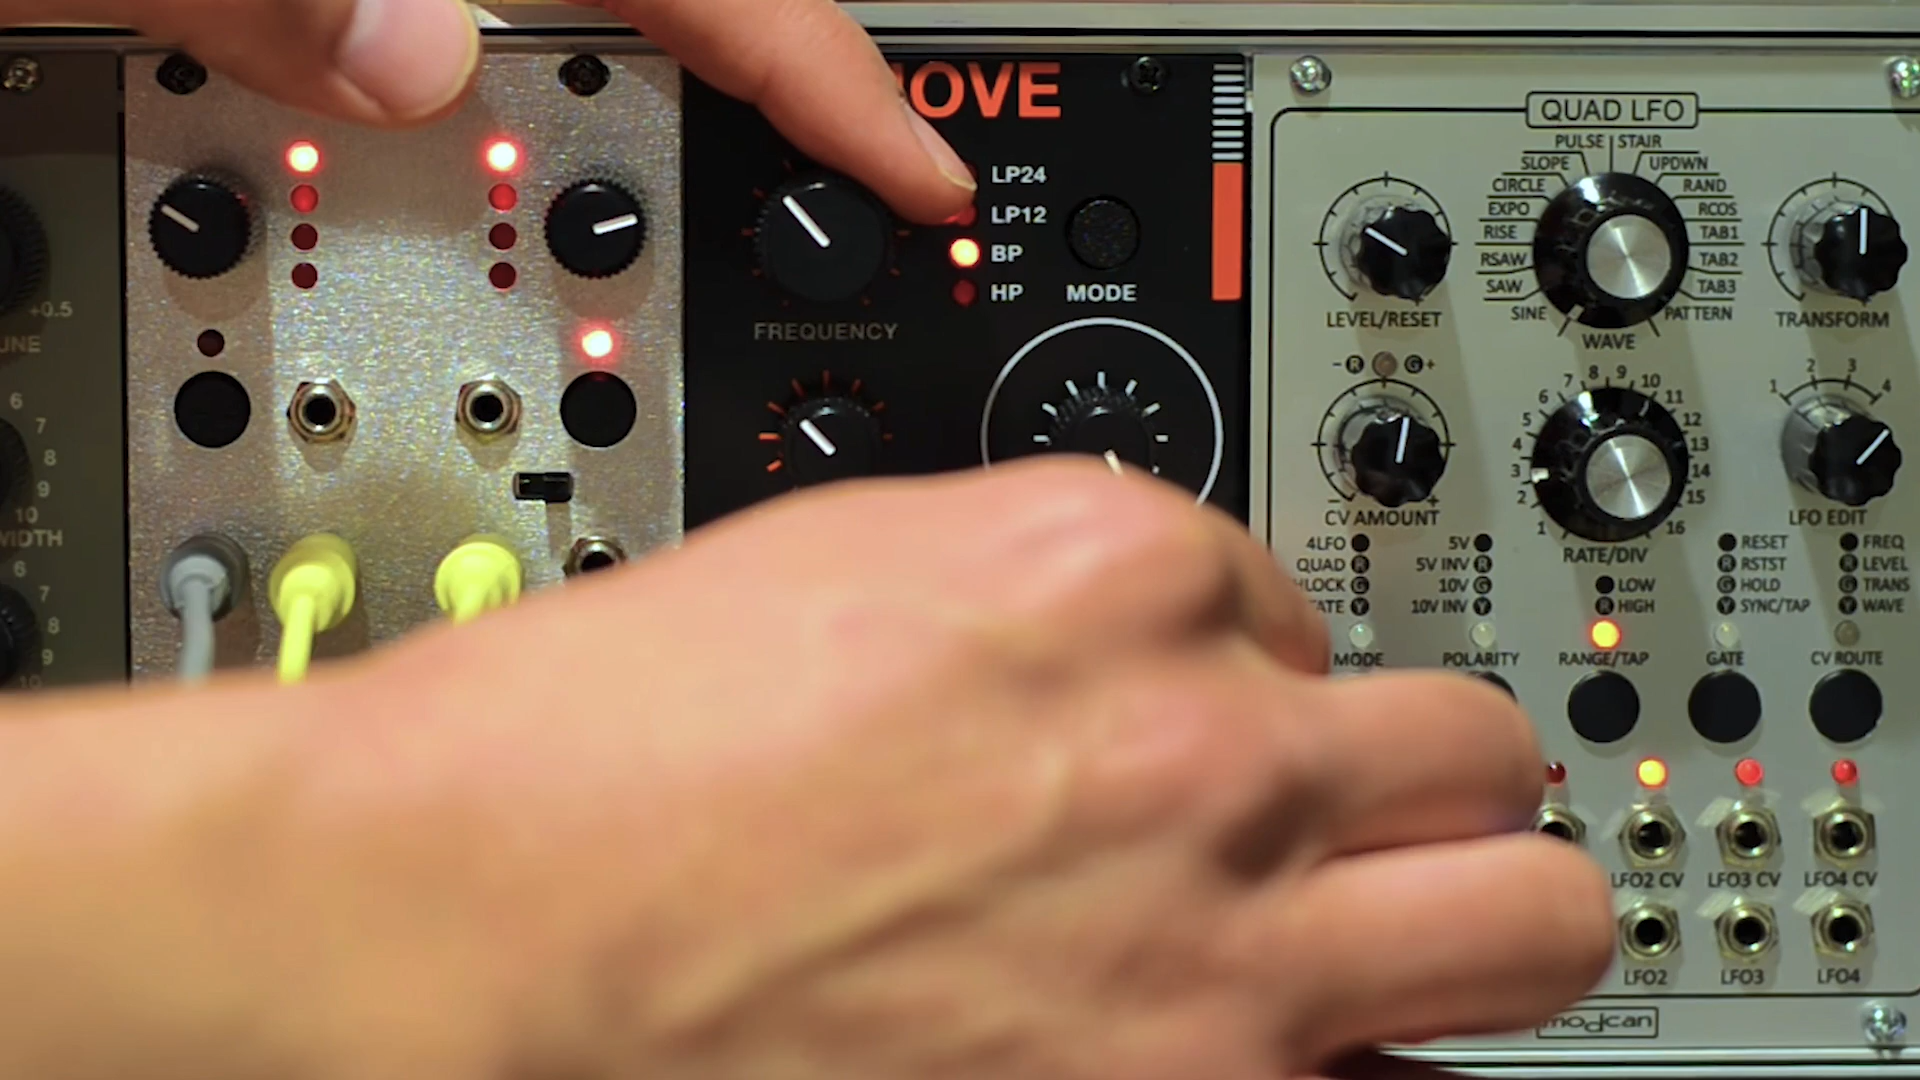 +0.5
6
7
8
9
10
6
7
8
9
10
OVE
LP24
LP12
BP
HP
MODE
FREQUENCY
QUAD LFO
PULSE STAIR
SLOPE UPDWN
CIRCLE RAND
EXPO RCOS
RISE TAB1
RSAW TAB2
SAW TAB3
SINE PATTERN
WAVE
LEVEL/RESET
TRANSFORM
- R G +
CV AMOUNT
- +
1 2 3 4 5 6 7 8 9 10 11 12 13 14 15 16
RATE/DIV
1 2 3 4
LFO EDIT
4LFO
QUAD R
G
Y
MODE
5V
5V INV R
10V G
10V INV Y
POLARITY
LOW
R HIGH
RANGE/TAP
RESET
R RSTST
G HOLD
Y SYNC/TAP
GATE
FREQ
R LEVEL
G TRANS
Y WAVE
CV ROUTE
LFO2 CV LFO3 CV LFO4 CV
LFO2 LFO3 LFO4
modcan